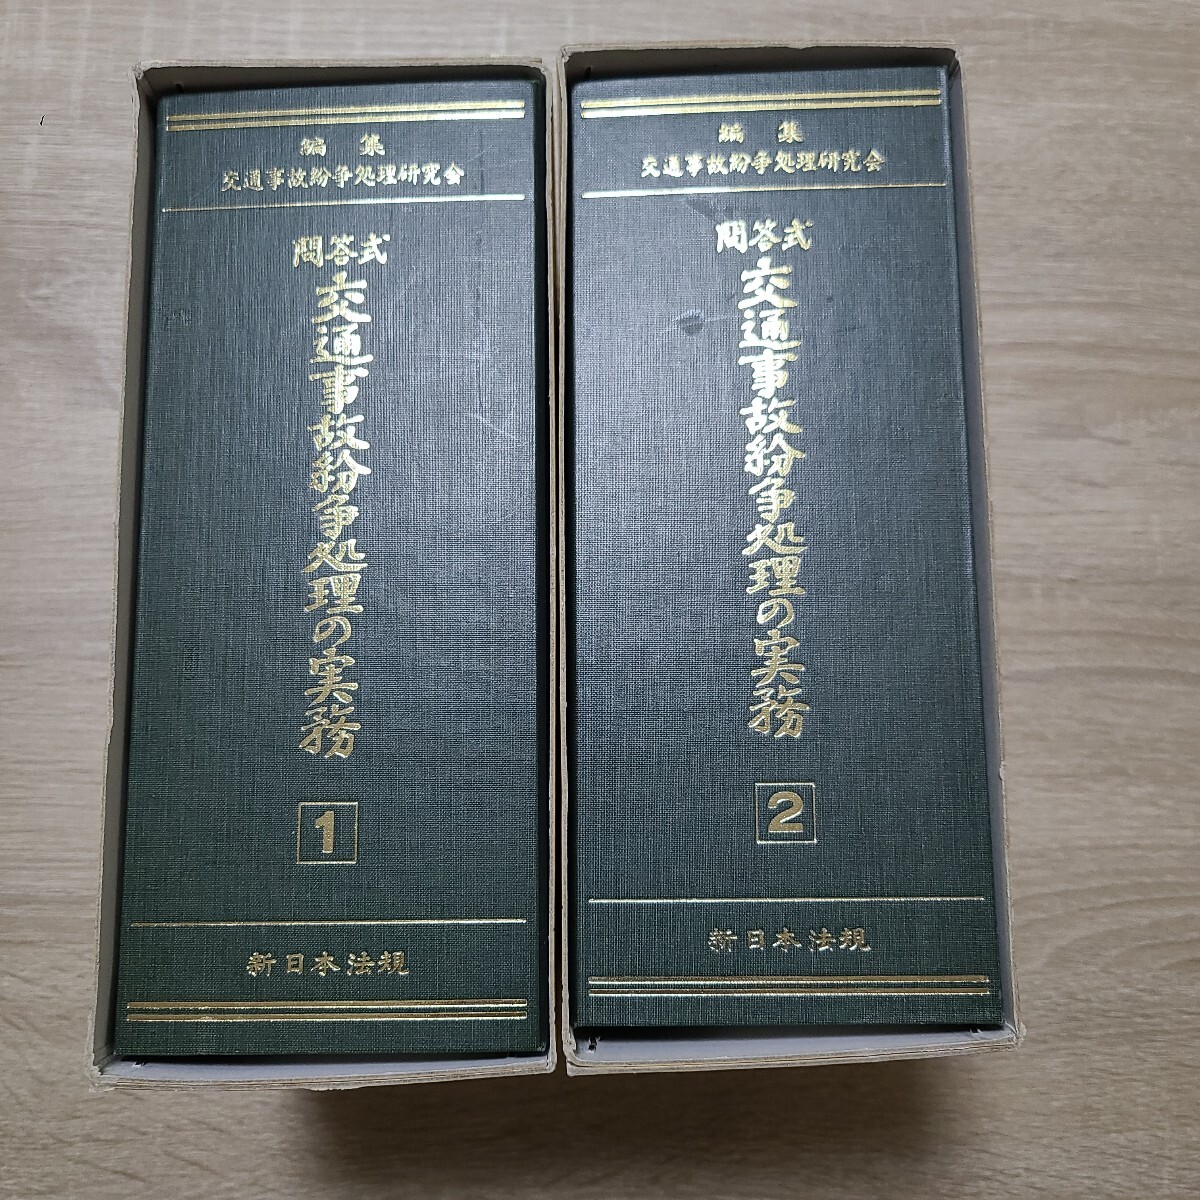 編集
交通事故紛争処理研究会
問答式
交通事故紛争処理の実務
1
新日本法規
編集
交通事故紛争処理研究会
問答式
交通事故紛争処理の実務
2
新日本法規